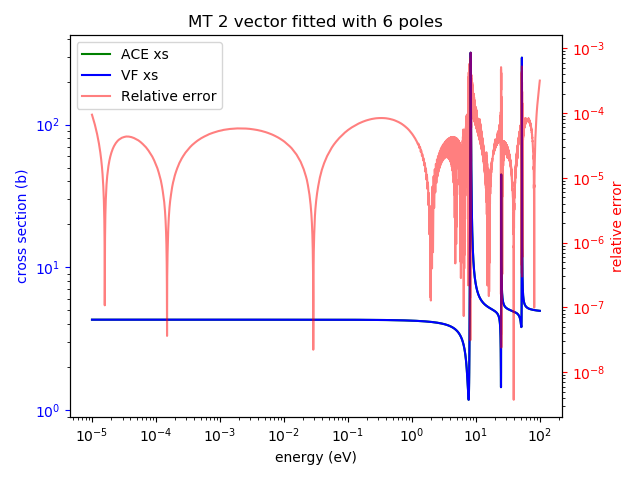 MT 2 vector fitted with 6 poles
ACE xs
VF xs
Relative error
cross section (b)
10²
10¹
10⁰
10⁻³
10⁻⁴
10⁻⁵
10⁻⁶
10⁻⁷
10⁻⁸
relative error
10⁻⁵ 10⁻⁴ 10⁻³ 10⁻² 10⁻¹ 10⁰ 10¹ 10²
energy (eV)